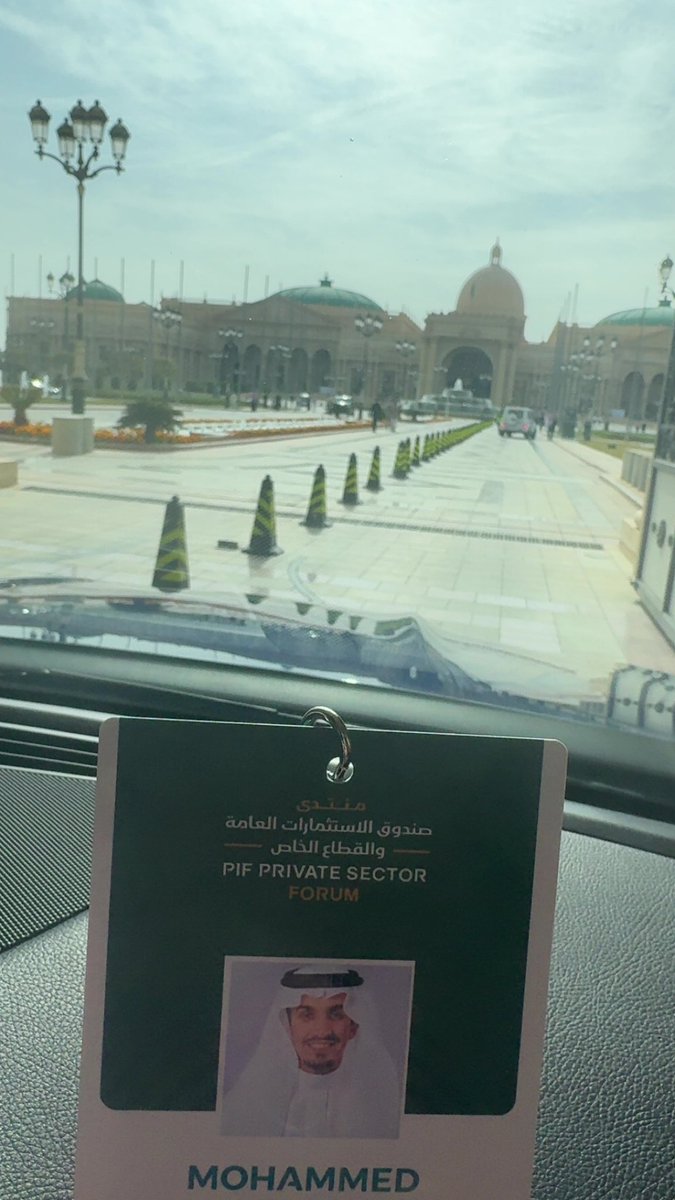 منتدى
صندوق الاستثمارات العامة
والقطاع الخاص
PIF PRIVATE SECTOR
FORUM
MOHAMMED